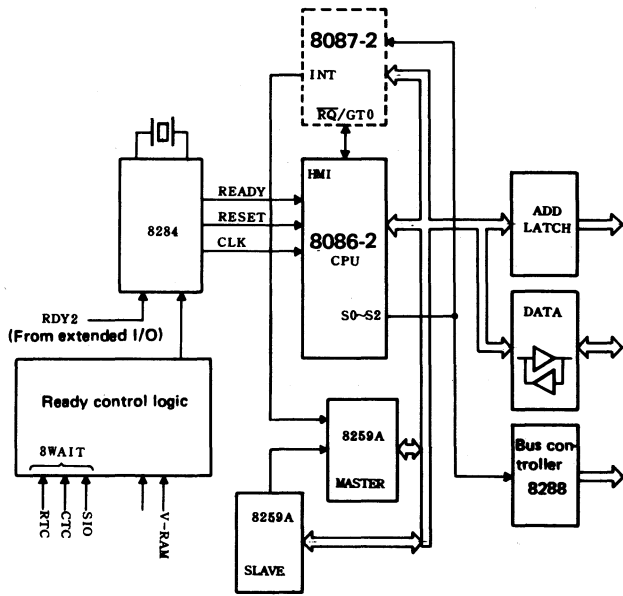 8087-2
INT
RQ/GT0
HMI
READY
RESET
CLK
8284
8086-2
CPU
ADD
LATCH
RDY2
(From extended I/O)
S0~S2
DATA
Ready control logic
8WAIT
RTC
CTC
SIO
V-RAM
8259A
MASTER
8259A
SLAVE
Bus con-
troller
8288